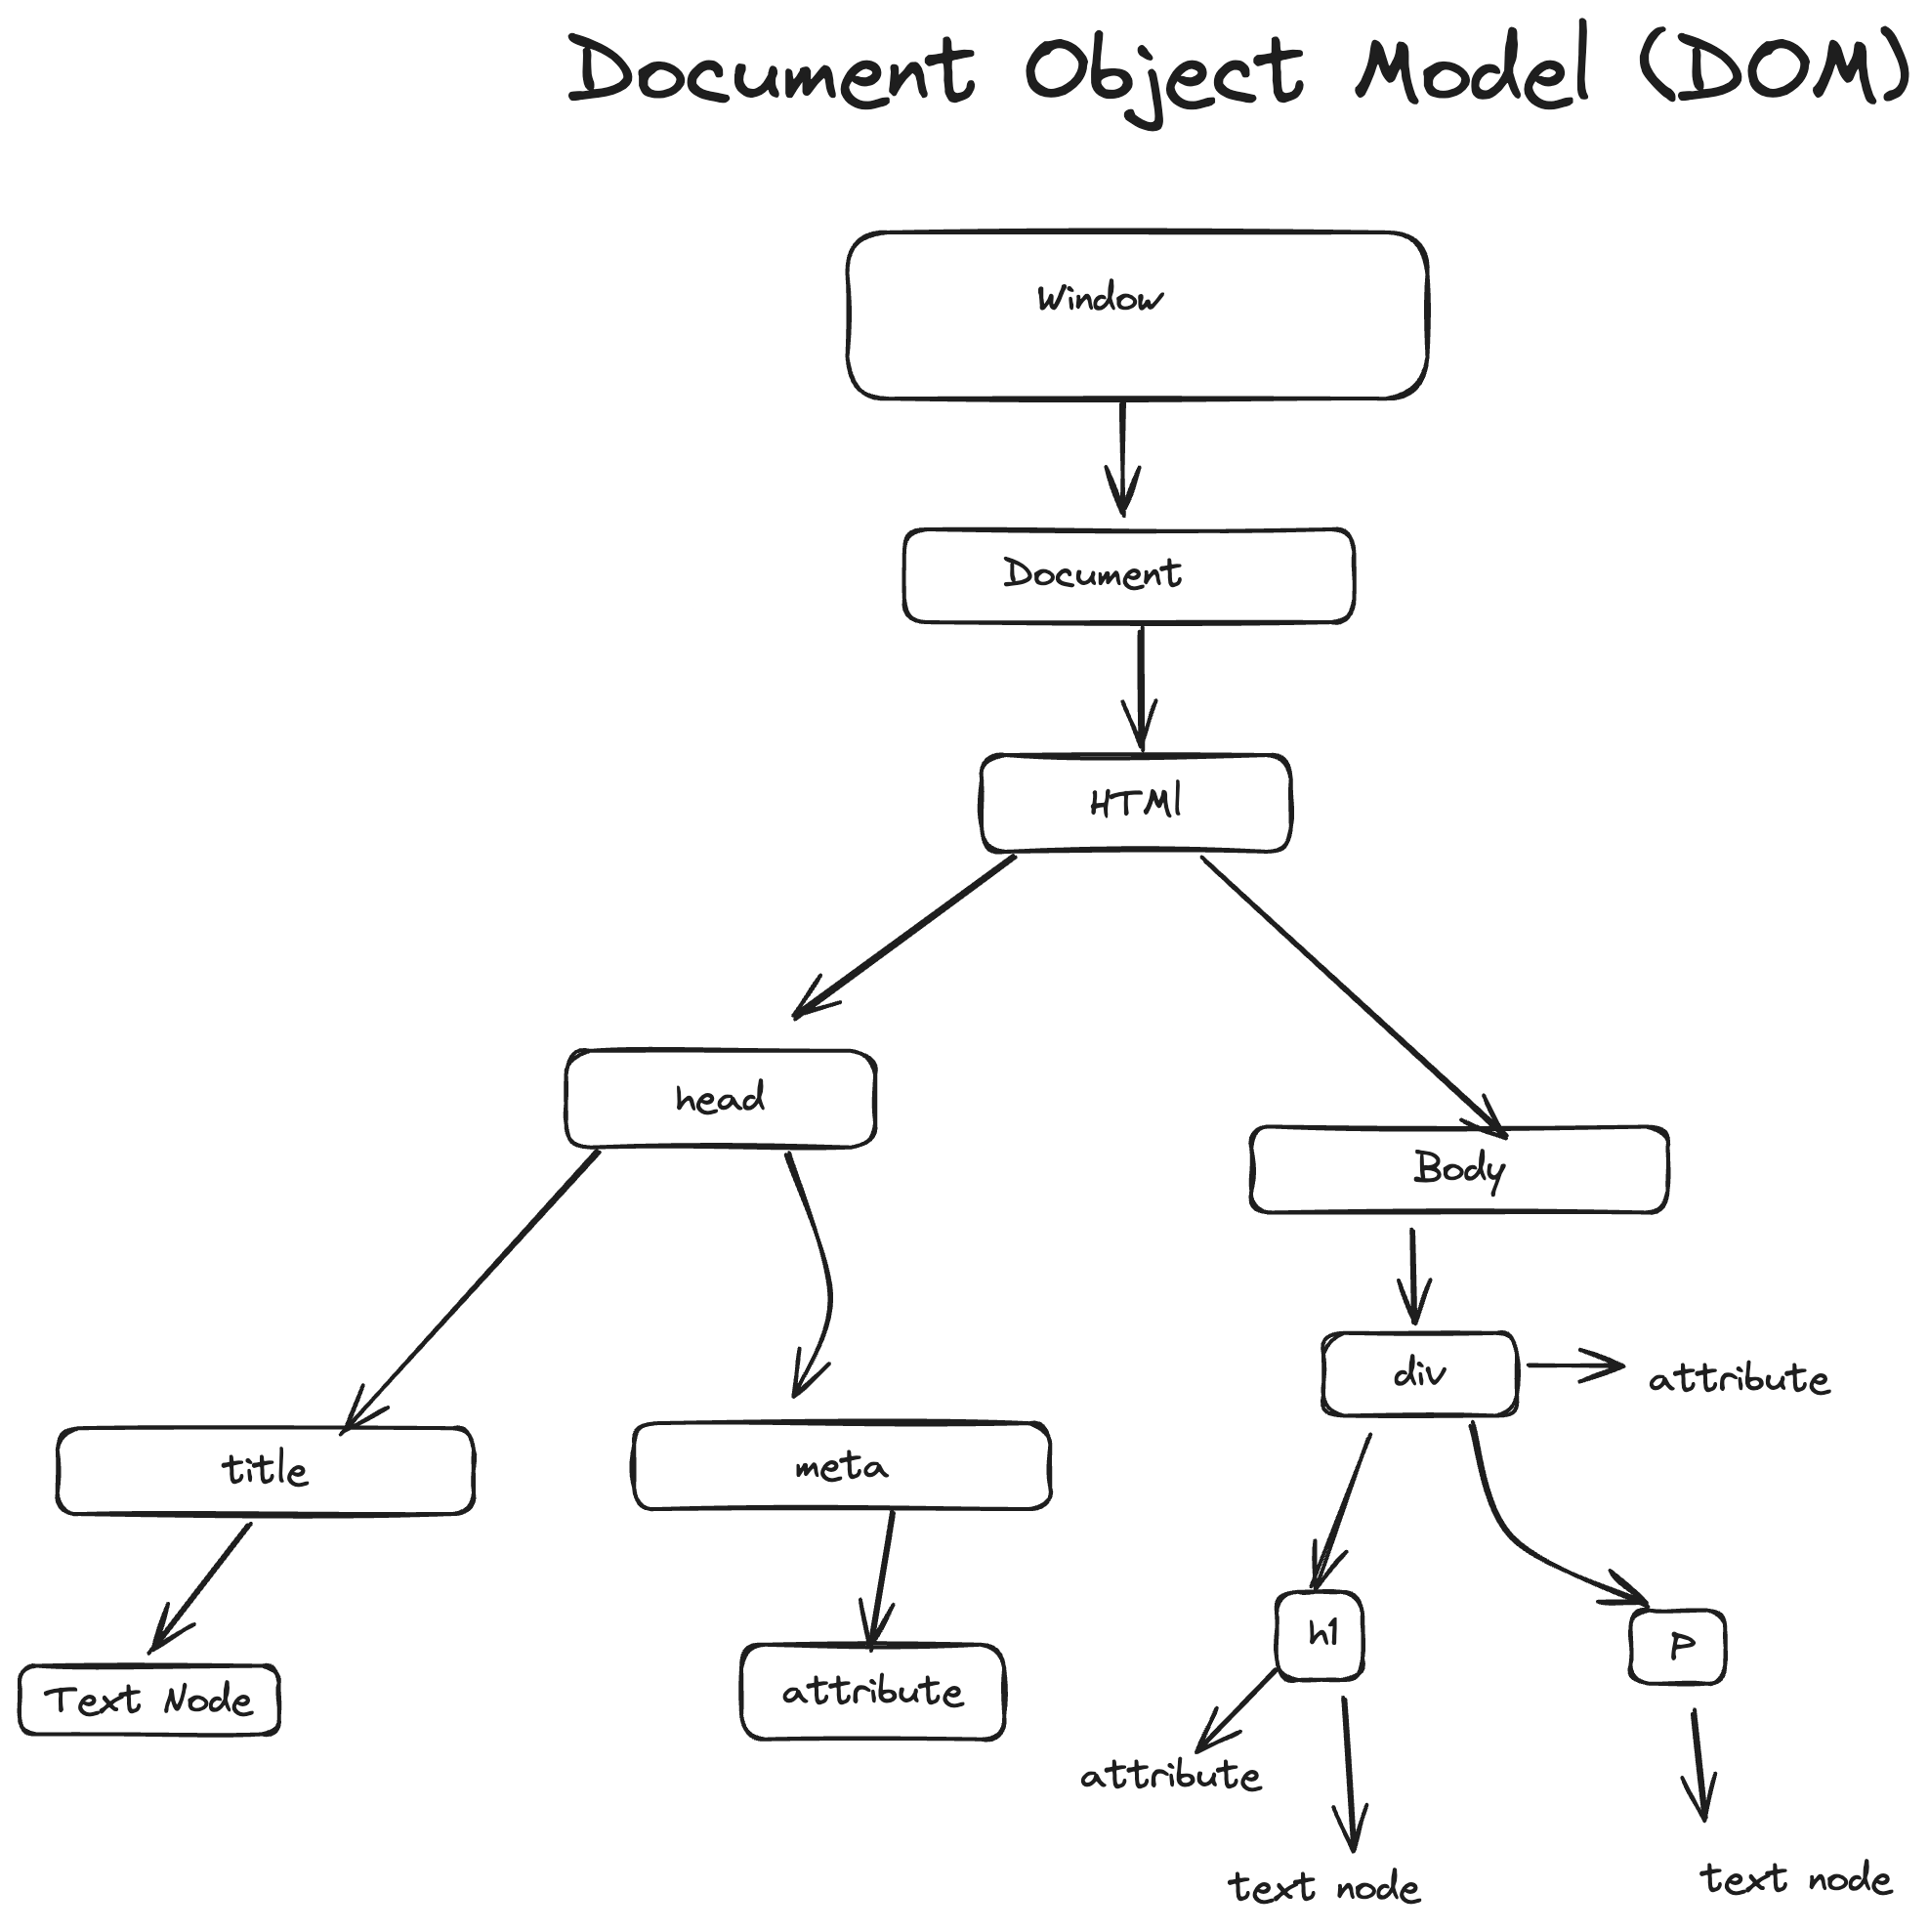 Document Object Model (DOM)
Window
Document
HTMl
head
Body
div
attribute
title
meta
h1
P
Text Node
attribute
attribute
text node
text node